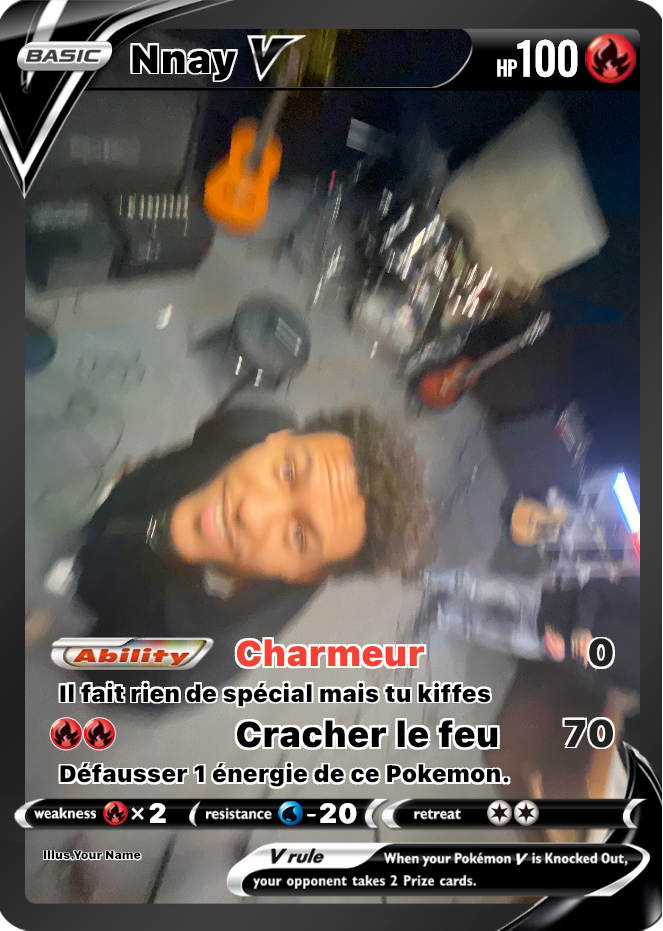 BASIC Nnay V HP100
Ability Charmeur 0
Il fait rien de spécial mais tu kiffes
Cracher le feu 70
Défausser 1 énergie de ce Pokemon.
weakness ×2 resistance -20 retreat
Illus.Your Name
V rule When your Pokémon V is Knocked Out,
your opponent takes 2 Prize cards.